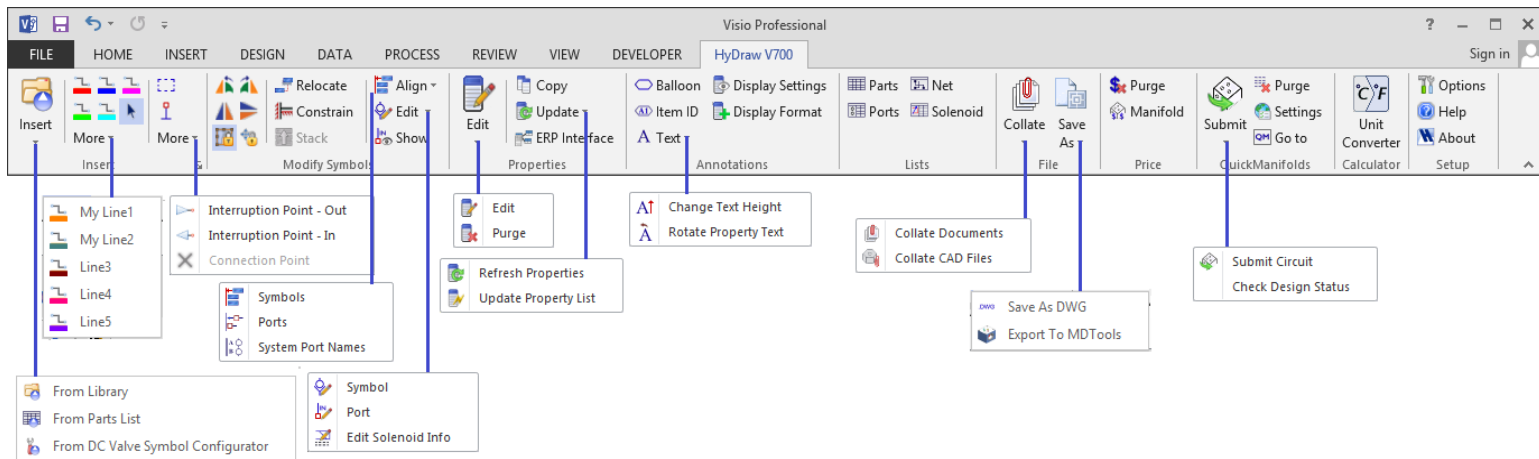 Visio Professional
?
FILE HOME INSERT DESIGN DATA PROCESS REVIEW VIEW DEVELOPER HyDraw V700 Sign in
Insert
More
More
Relocate
Constrain
Stack
Align
Edit
Show
Edit
Copy
Update
ERP Interface
Balloon
Item ID
Text
Display Settings
Display Format
Parts
Ports
Net
Solenoid
Collate
Save
As
Purge
Manifold
Submit
Purge
Settings
QM Go to
°C/°F
Unit
Converter
Options
Help
About
Insert Modify Symbols Properties Annotations Lists File Price QuickManifolds Calculator Setup
My Line1
My Line2
Line3
Line4
Line5
Interruption Point - Out
Interruption Point - In
Connection Point
Symbols
Ports
System Port Names
Edit
Purge
Refresh Properties
Update Property List
Change Text Height
Rotate Property Text
Collate Documents
Collate CAD Files
DWG Save As DWG
Export To MDTools
Submit Circuit
Check Design Status
From Library
From Parts List
From DC Valve Symbol Configurator
Symbol
Port
Edit Solenoid Info